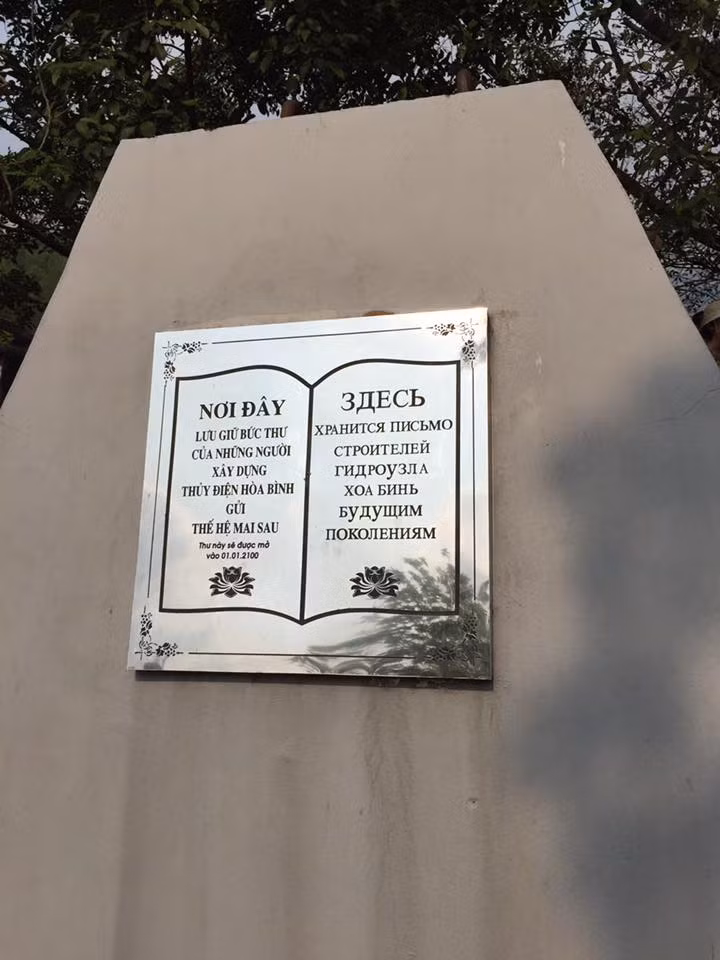 NƠI ĐÂY
LƯU GIỮ BỨC THƯ
CỦA NHỮNG NGƯỜI
XÂY DỰNG
THỦY ĐIỆN HÒA BÌNH
GỬI
THẾ HỆ MAI SAU
Thư này sẽ được mở
vào 01.01.2100
ЗДЕСЬ
ХРАНИТСЯ ПИСЬМО
СТРОИТЕЛЕЙ
ГИДРОУЗЛА
ХОА БИНЬ
БУДУЩИМ
ПОКОЛЕНИЯМ